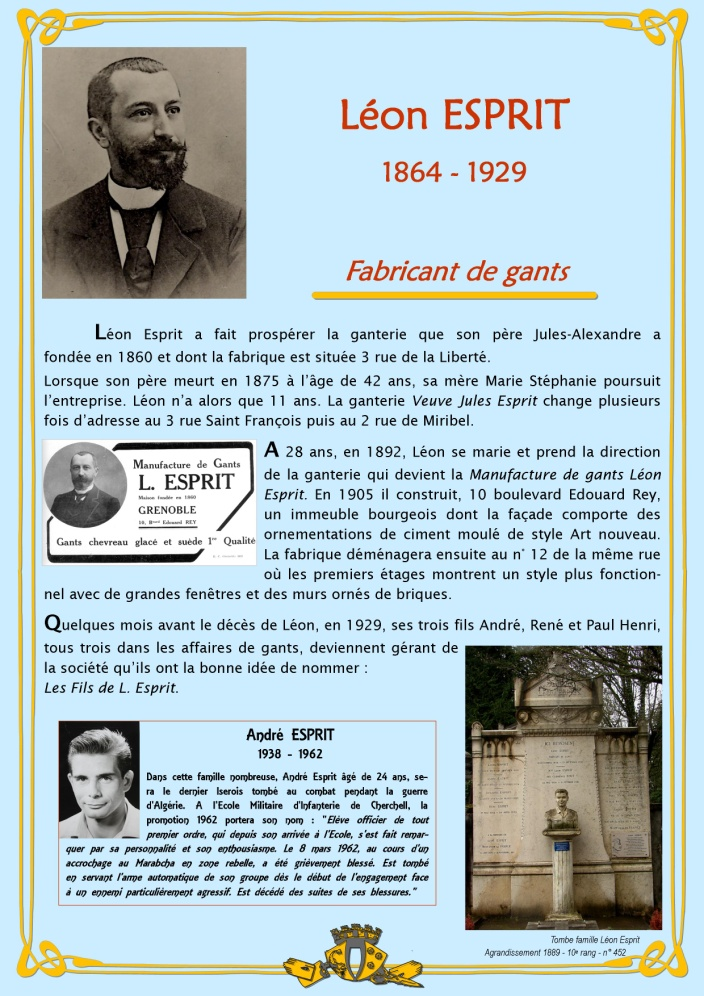 Léon ESPRIT
1864 - 1929
Fabricant de gants
Léon Esprit a fait prospérer la ganterie que son père Jules-Alexandre a
fondée en 1860 et dont la fabrique est située 3 rue de la Liberté.
Lorsque son père meurt en 1875 à l'âge de 42 ans, sa mère Marie Stéphanie poursuit
l'entreprise. Léon n'a alors que 11 ans. La ganterie Veuve Jules Esprit change plusieurs
fois d'adresse au 3 rue Saint François puis au 2 rue de Miribel.
Manufacture de Gants
L. ESPRIT
Maison fondée en 1860
GRENOBLE
10, Bard Edouard REY
Gants chevreau glacé et suède 1re Qualité
A 28 ans, en 1892, Léon se marie et prend la direction
de la ganterie qui devient la Manufacture de gants Léon
Esprit. En 1905 il construit, 10 boulevard Edouard Rey,
un immeuble bourgeois dont la façade comporte des
ornementations de ciment moulé de style Art nouveau.
La fabrique déménagera ensuite au n° 12 de la même rue
où les premiers étages montrent un style plus fonction-
nel avec de grandes fenêtres et des murs ornés de briques.
Quelques mois avant le décès de Léon, en 1929, ses trois fils André, René et Paul Henri,
tous trois dans les affaires de gants, deviennent gérant de
la société qu'ils ont la bonne idée de nommer :
Les Fils de L. Esprit.
André ESPRIT
1938 - 1962
Dans cette famille nombreuse, André Esprit âgé de 24 ans, se-
ra le dernier Iserois tombé au combat pendant la guerre
d'Algérie. A l'Ecole Militaire d'Infanterie de Cherchell, la
promotion 1962 portera son nom : "Elève officier de tout
premier ordre, qui depuis son arrivée à l'Ecole, s'est fait remar-
quer par sa personnalité et son enthousiasme. Le 8 mars 1962, au cours d'un
accrochage au Marabcha en zone rebelle, a été grièvement blessé. Est tombé
en servant l'arme automatique de son groupe dès le début de l'engagement face
à un ennemi particulièrement agressif. Est décédé des suites de ses blessures."
Tombe famille Léon Esprit
Agrandissement 1889 - 10e rang - n° 452